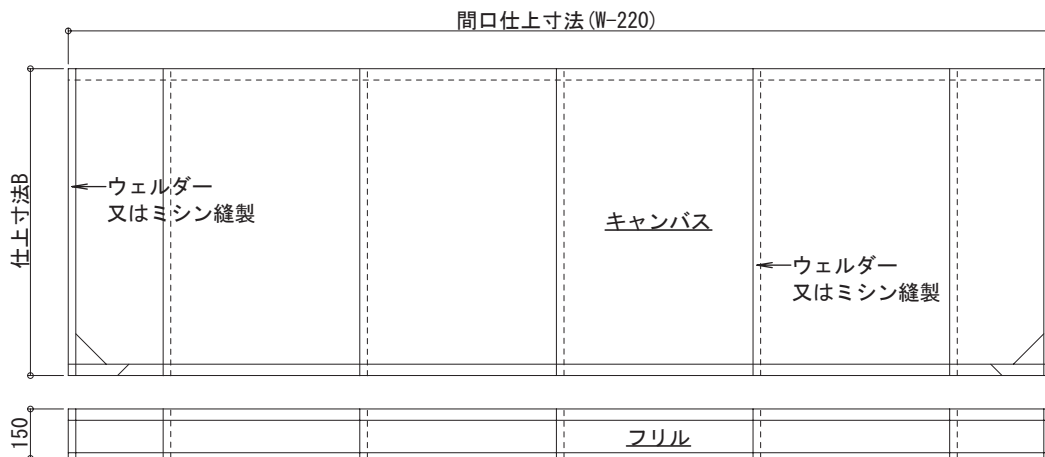 間口仕上寸法(W-220)
仕上寸法B
ウェルダー
又はミシン縫製
キャンバス
ウェルダー
又はミシン縫製
150
フリル